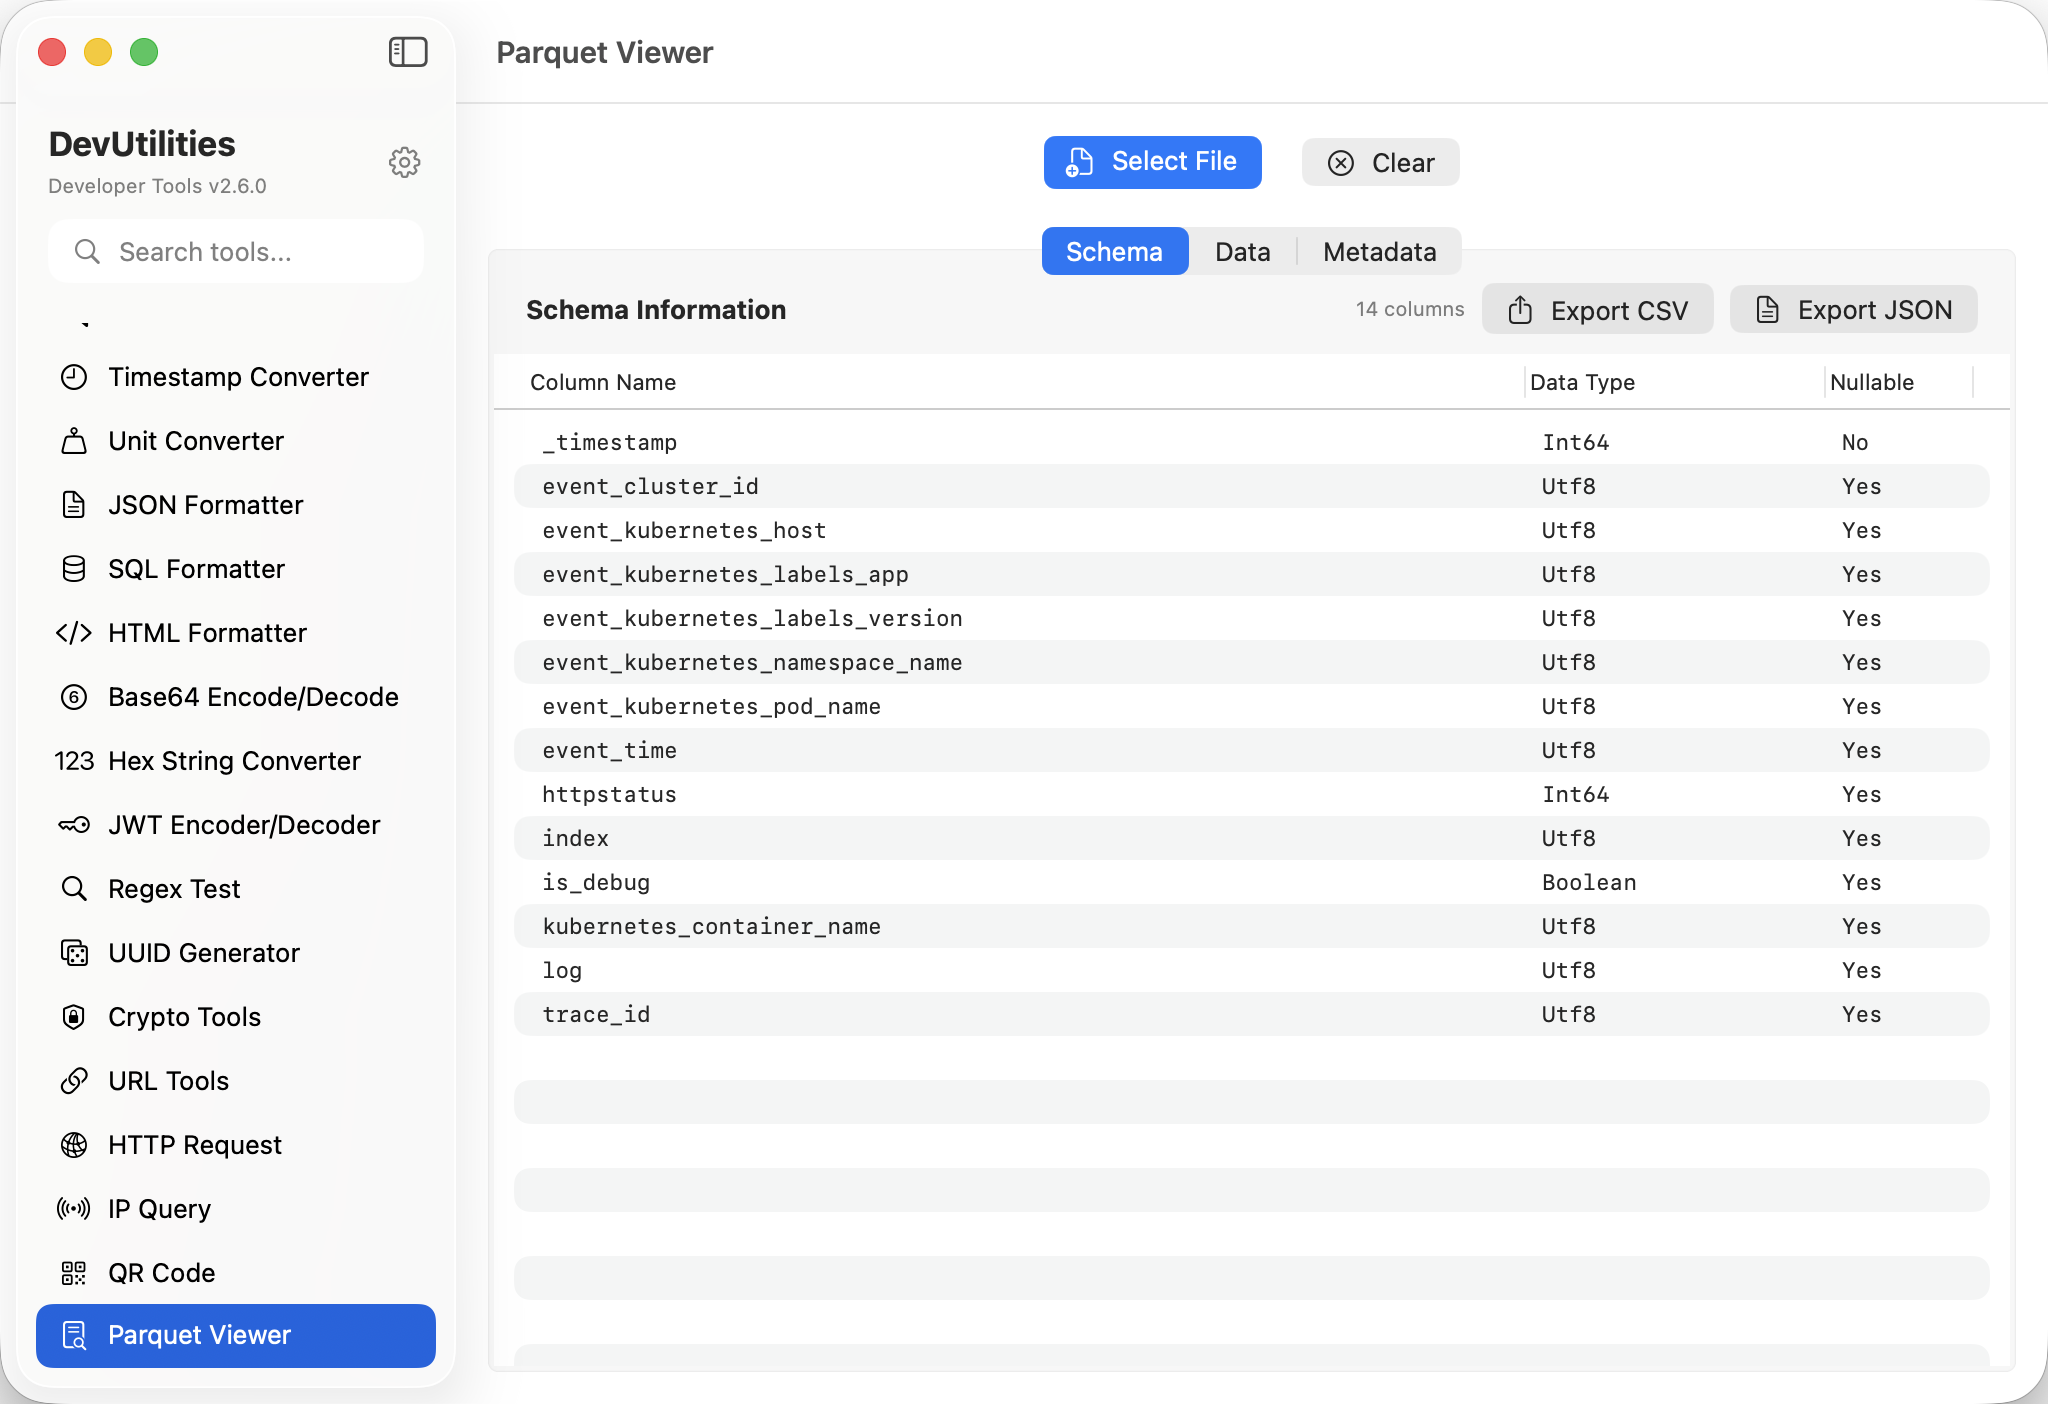 Parquet Viewer
DevUtilities
Developer Tools v2.6.0
Search tools...
Timestamp Converter
Unit Converter
JSON Formatter
SQL Formatter
</> HTML Formatter
6 Base64 Encode/Decode
123 Hex String Converter
JWT Encoder/Decoder
Regex Test
UUID Generator
Crypto Tools
URL Tools
HTTP Request
IP Query
QR Code
Parquet Viewer
Select File Clear
Schema Data Metadata
Schema Information 14 columns Export CSV Export JSON
Column Name Data Type Nullable
_timestamp Int64 No
event_cluster_id Utf8 Yes
event_kubernetes_host Utf8 Yes
event_kubernetes_labels_app Utf8 Yes
event_kubernetes_labels_version Utf8 Yes
event_kubernetes_namespace_name Utf8 Yes
event_kubernetes_pod_name Utf8 Yes
event_time Utf8 Yes
httpstatus Int64 Yes
index Utf8 Yes
is_debug Boolean Yes
kubernetes_container_name Utf8 Yes
log Utf8 Yes
trace_id Utf8 Yes